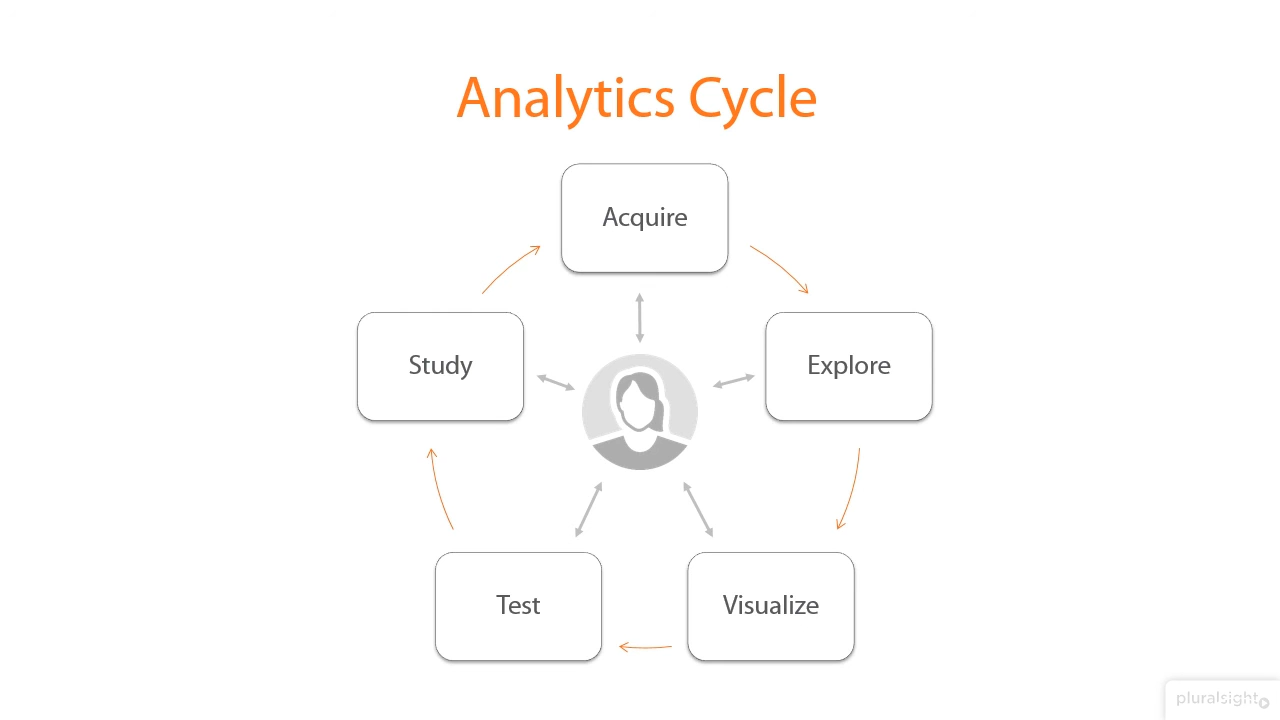 Analytics Cycle
Acquire
Explore
Visualize
Test
Study
pluralsight